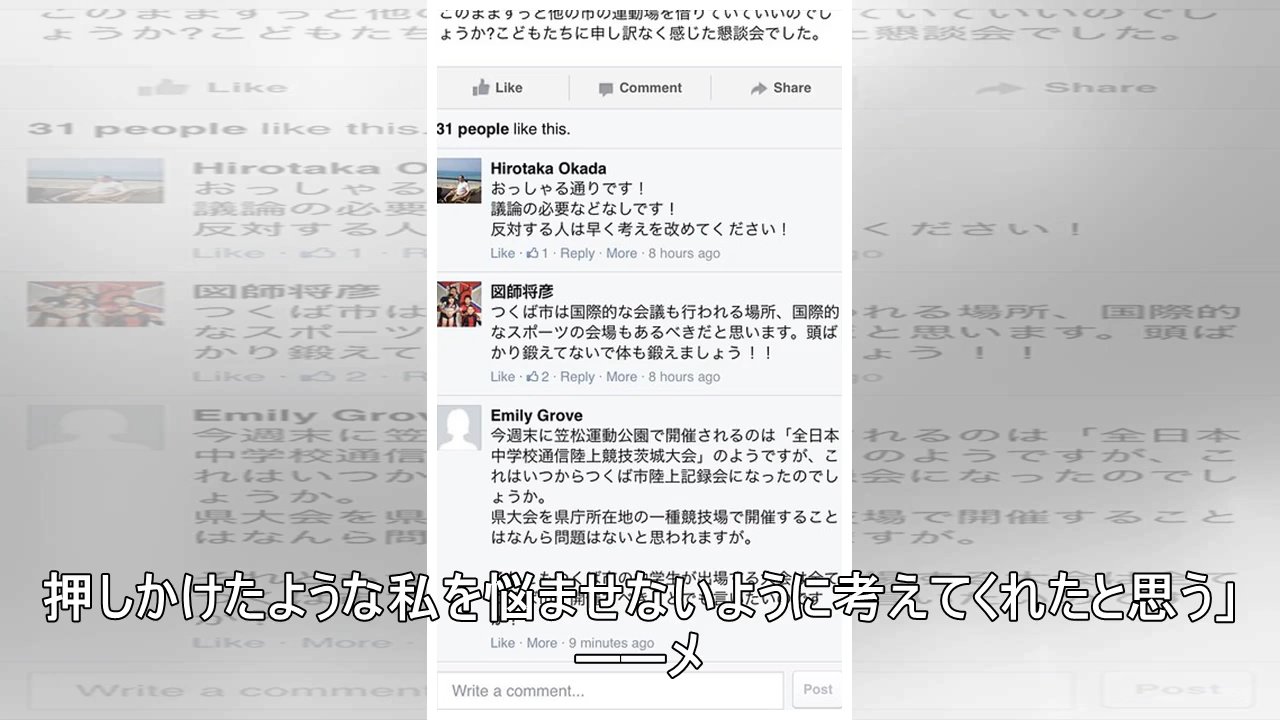 このままずっと他の市の運動場を借りていていいのでし
ょうか?こどもたちに申し訳なく感じた懇談会でした。
Like Comment Share
31 people like this.
Hirotaka Okada
おっしゃる通りです！
議論の必要などなしです！
反対する人は早く考えを改めてください！
Like · 1 · Reply · More · 8 hours ago
図師将彦
つくば市は国際的な会議も行われる場所、国際的
なスポーツの会場もあるべきだと思います。頭ば
かり鍛えてないで体も鍛えましょう！！
Like · 2 · Reply · More · 8 hours ago
Emily Grove
今週末に笠松運動公園で開催されるのは「全日本
中学校通信陸上競技茨城大会」のようですが、こ
れはいつからつくば市陸上記録会になったのでし
ょうか。
県大会を県庁所在地の一種競技場で開催すること
はなんら問題はないと思われますが。
押しかけたような私を悩ませないように考えてくれたと思う」
——メ
Like · More · 9 minutes ago
Write a comment...
Post